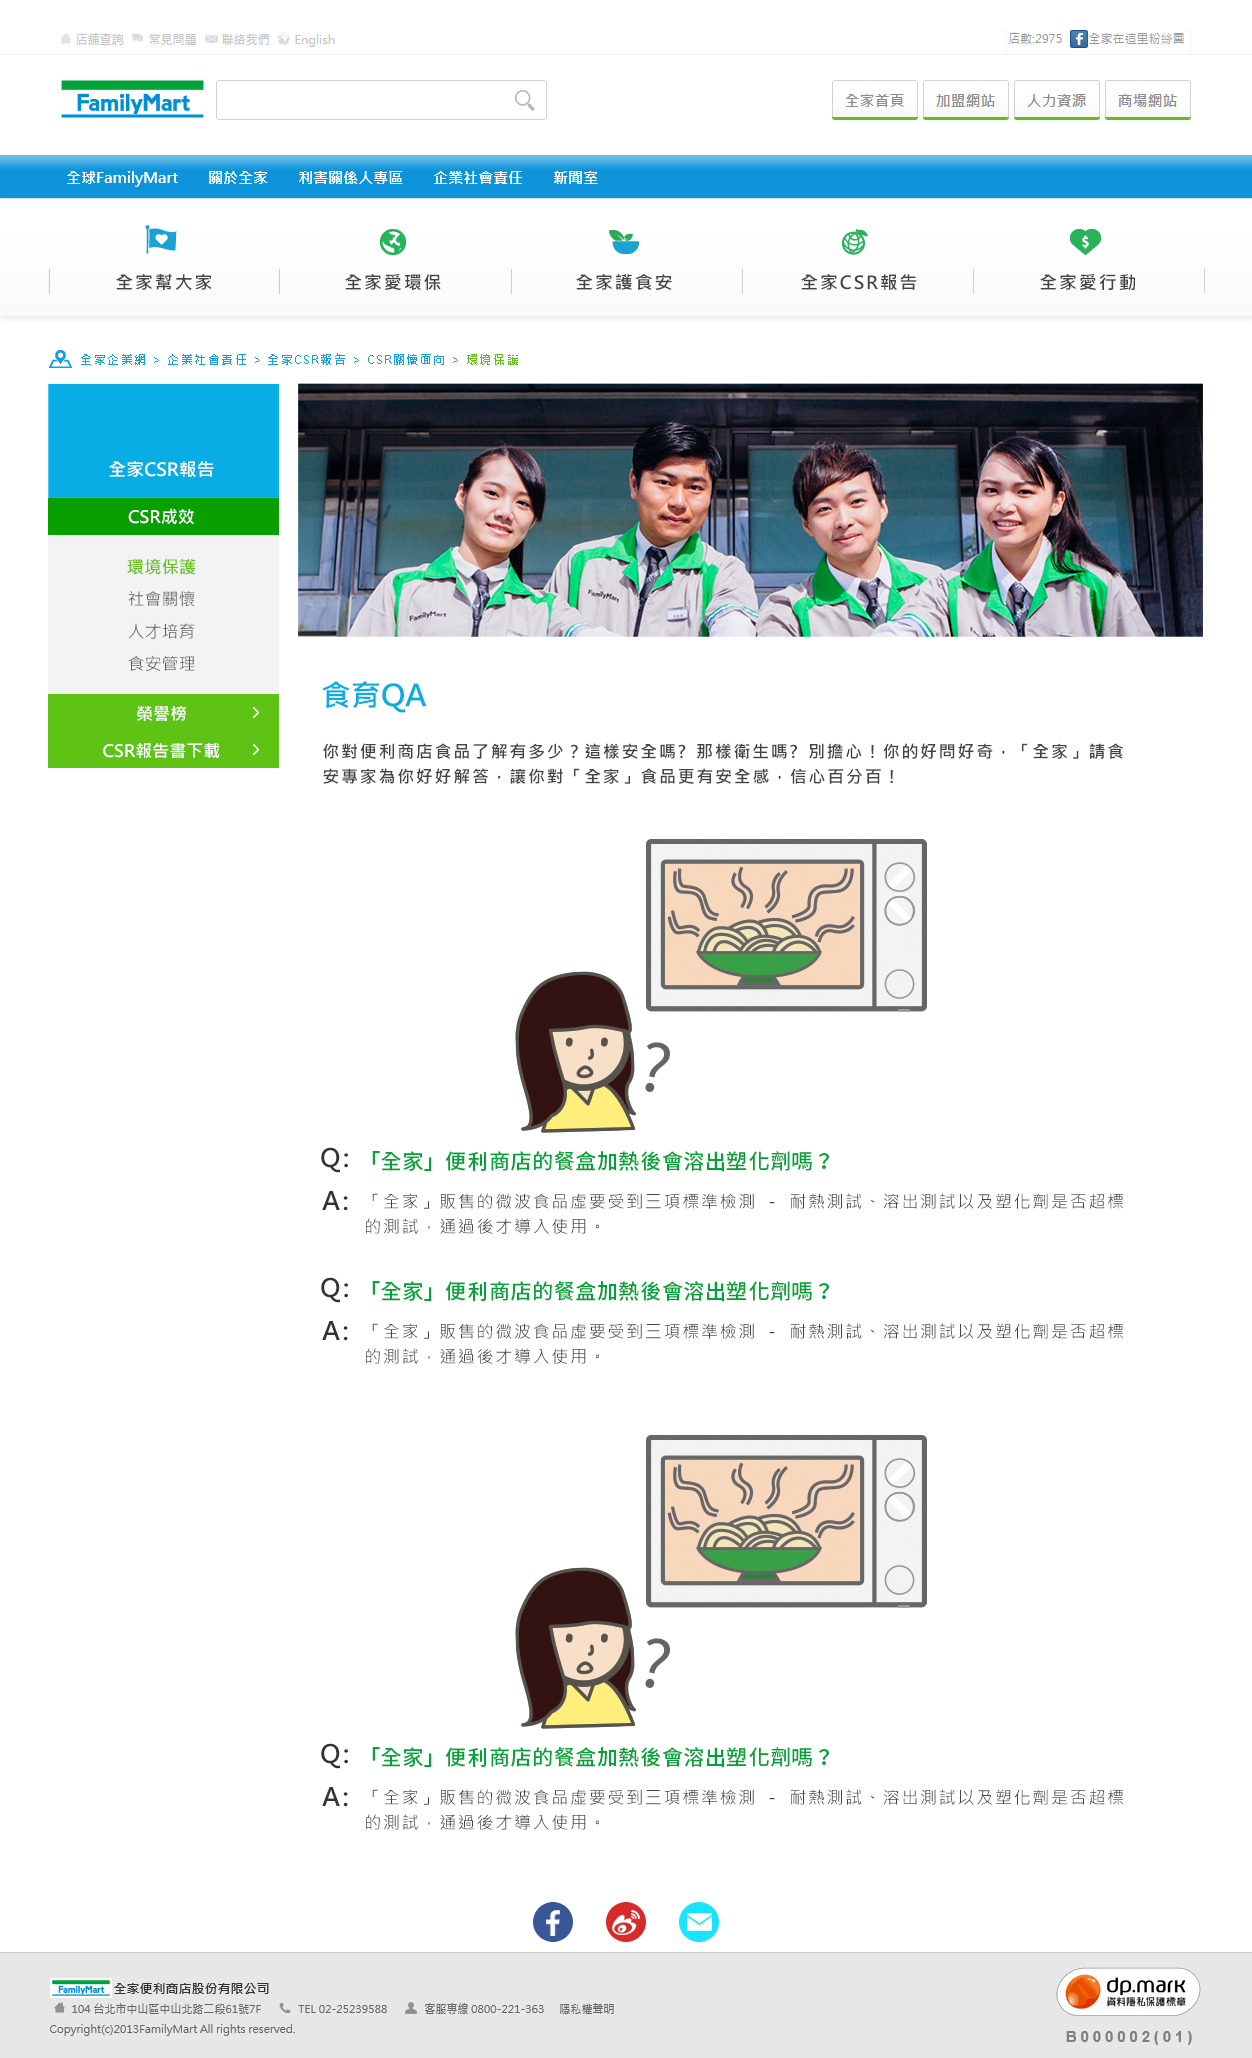 店舖查詢 常見問題 聯絡我們 English
店數:2975 全家在這里粉絲團
FamilyMart
全家首頁 加盟網站 人力資源 商場網站
全球FamilyMart 關於全家 利害關係人專區 企業社會責任 新聞室
全家幫大家 全家愛環保 全家護食安 全家CSR報告 全家愛行動
全家企業網 > 企業社會責任 > 全家CSR報告 > CSR關懷面向 > 環境保護
全家CSR報告
CSR成效
環境保護
社會關懷
人才培育
食安管理
榮譽榜
CSR報告書下載
FamilyMart
FamilyMart
食育QA
你對便利商店食品了解有多少？這樣安全嗎? 那樣衛生嗎? 別擔心！你的好問好奇，「全家」請食
安專家為你好好解答，讓你對「全家」食品更有安全感，信心百分百！
?
Q: 「全家」便利商店的餐盒加熱後會溶出塑化劑嗎？
A: 「全家」販售的微波食品虛要受到三項標準檢測 - 耐熱測試、溶出測試以及塑化劑是否超標
的測試，通過後才導入使用。
Q: 「全家」便利商店的餐盒加熱後會溶出塑化劑嗎？
A: 「全家」販售的微波食品虛要受到三項標準檢測 - 耐熱測試、溶出測試以及塑化劑是否超標
的測試，通過後才導入使用。
?
Q: 「全家」便利商店的餐盒加熱後會溶出塑化劑嗎？
A: 「全家」販售的微波食品虛要受到三項標準檢測 - 耐熱測試、溶出測試以及塑化劑是否超標
的測試，通過後才導入使用。
FamilyMart 全家便利商店股份有限公司
104 台北市中山區中山北路二段61號7F TEL 02-25239588 客服專線 0800-221-363 隱私權聲明
Copyright(c)2013FamilyMart All rights reserved.
dp.mark
資料隱私保護標章
B000002(01)